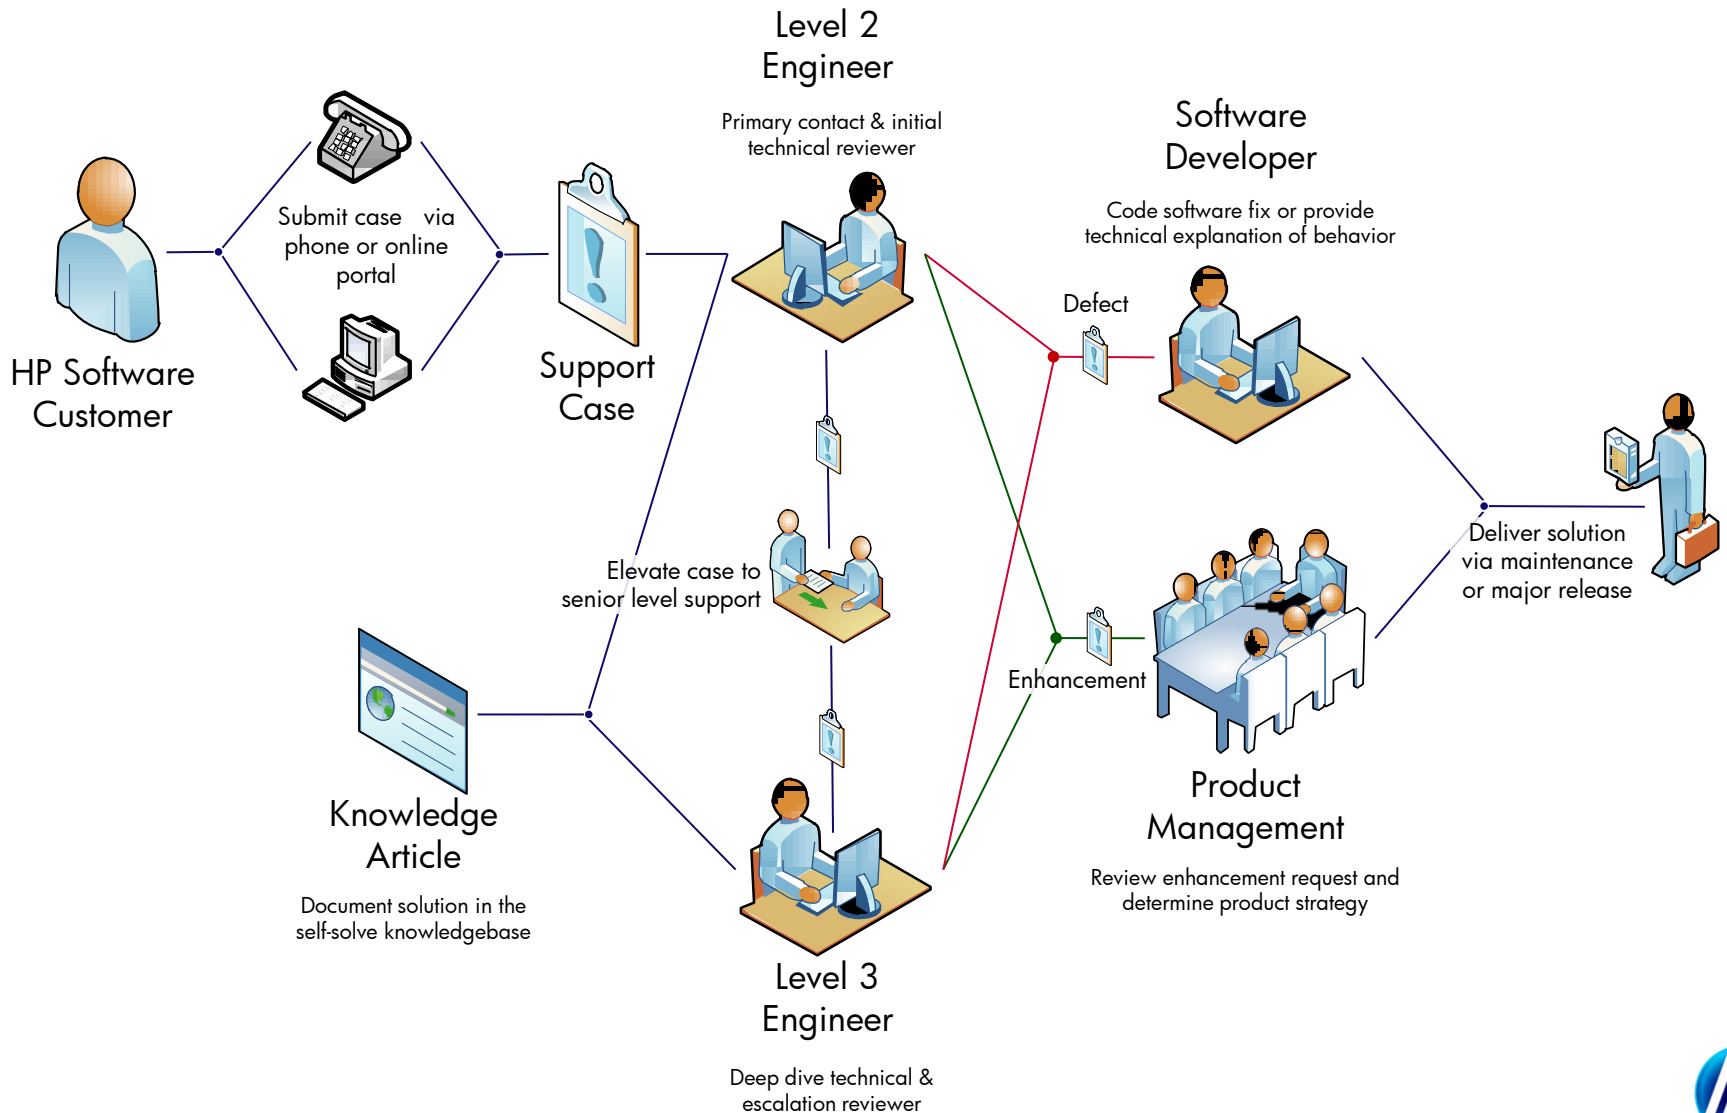 Level 2
Engineer
Primary contact & initial
technical reviewer
Software
Developer
Code software fix or provide
technical explanation of behavior
Submit case via
phone or online
portal
HP Software
Customer
Support
Case
Defect
Elevate case to
senior level support
Deliver solution
via maintenance
or major release
Enhancement
Knowledge
Article
Document solution in the
self-solve knowledgebase
Product
Management
Review enhancement request and
determine product strategy
Level 3
Engineer
Deep dive technical &
escalation reviewer